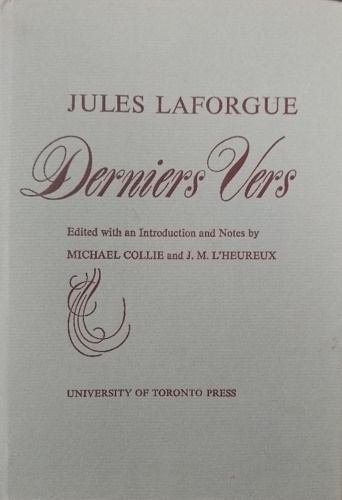 JULES LAFORGUE
Derniers Vers
Edited with an Introduction and Notes by
MICHAEL COLLIE and J. M. L'HEUREUX
UNIVERSITY OF TORONTO PRESS